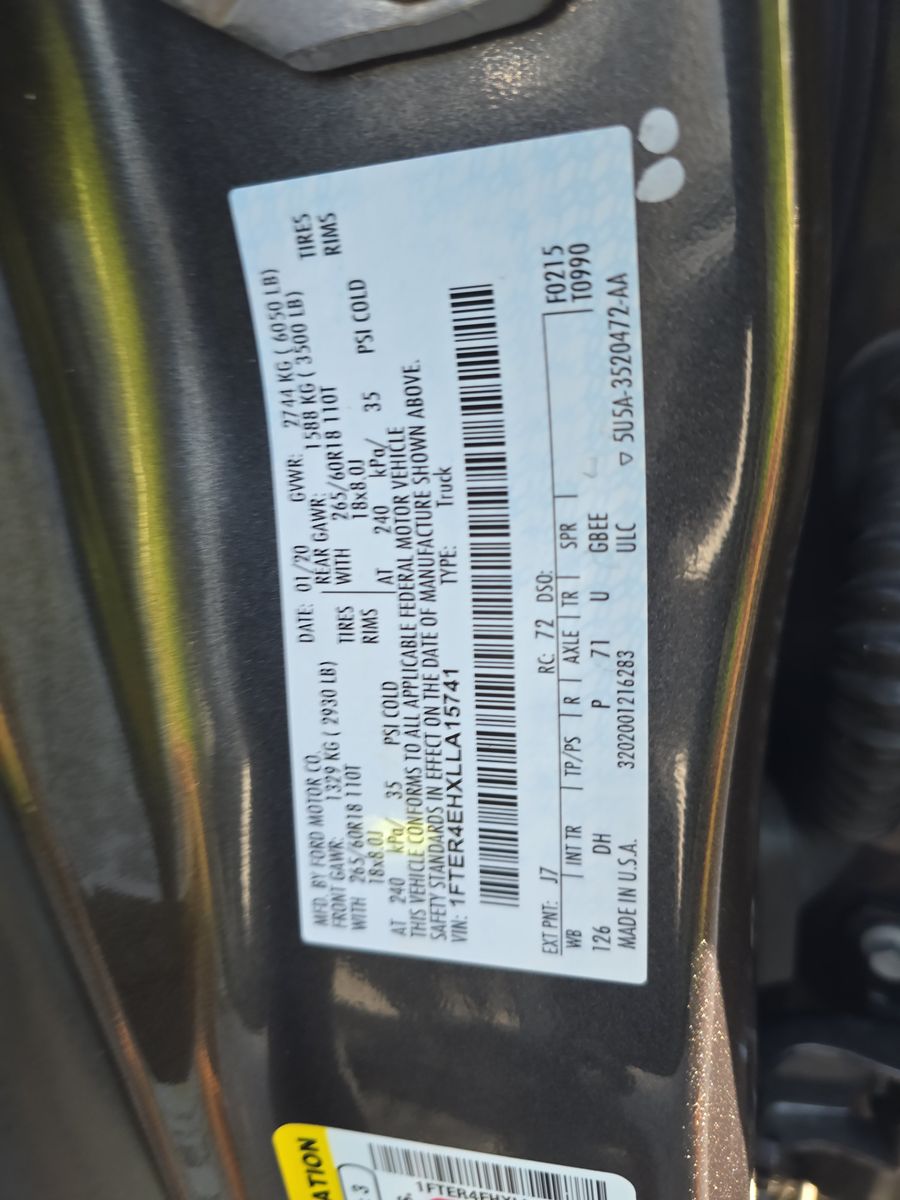 MFD. BY FORD MOTOR CO.
DATE: 01/20 GVWR: 2744 KG ( 6050 LB)
FRONT GAWR: 1329 KG ( 2930 LB) REAR GAWR: 1588 KG ( 3500 LB)
WITH 265/60R18 110T TIRES WITH 265/60R18 110T TIRES
18x8.0J RIMS 18x8.0J RIMS
AT 240 kPa/ 35 PSI COLD AT 240 kPa/ 35 PSI COLD
THIS VEHICLE CONFORMS TO ALL APPLICABLE FEDERAL MOTOR VEHICLE
SAFETY STANDARDS IN EFFECT ON THE DATE OF MANUFACTURE SHOWN ABOVE.
VIN: 1FTER4EHXLLA15741 TYPE: Truck
EXT PNT: J7 RC: 72 DSO: F0215
WB INT TR TP/PS R AXLE TR SPR T0990
126 DH P 71 U GBEE
MADE IN U.S.A. 3202001216283 ULC ▽ 5U5A-3520472-AA
ATION
3
1FTER4EHX